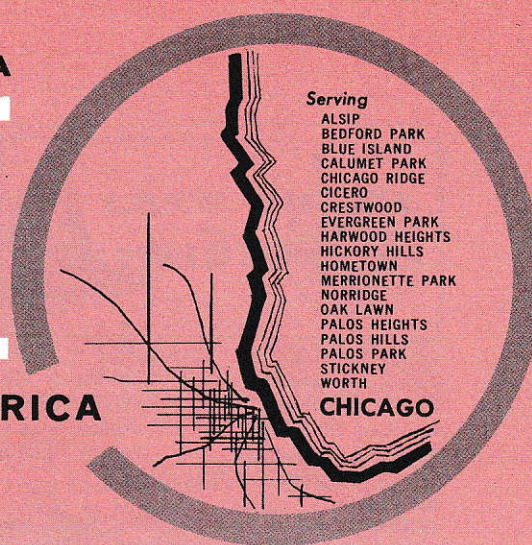 A
RICA
Serving
ALSIP
BEDFORD PARK
BLUE ISLAND
CALUMET PARK
CHICAGO RIDGE
CICERO
CRESTWOOD
EVERGREEN PARK
HARWOOD HEIGHTS
HICKORY HILLS
HOMETOWN
MERRIONETTE PARK
NORRIDGE
OAK LAWN
PALOS HEIGHTS
PALOS HILLS
PALOS PARK
STICKNEY
WORTH
CHICAGO